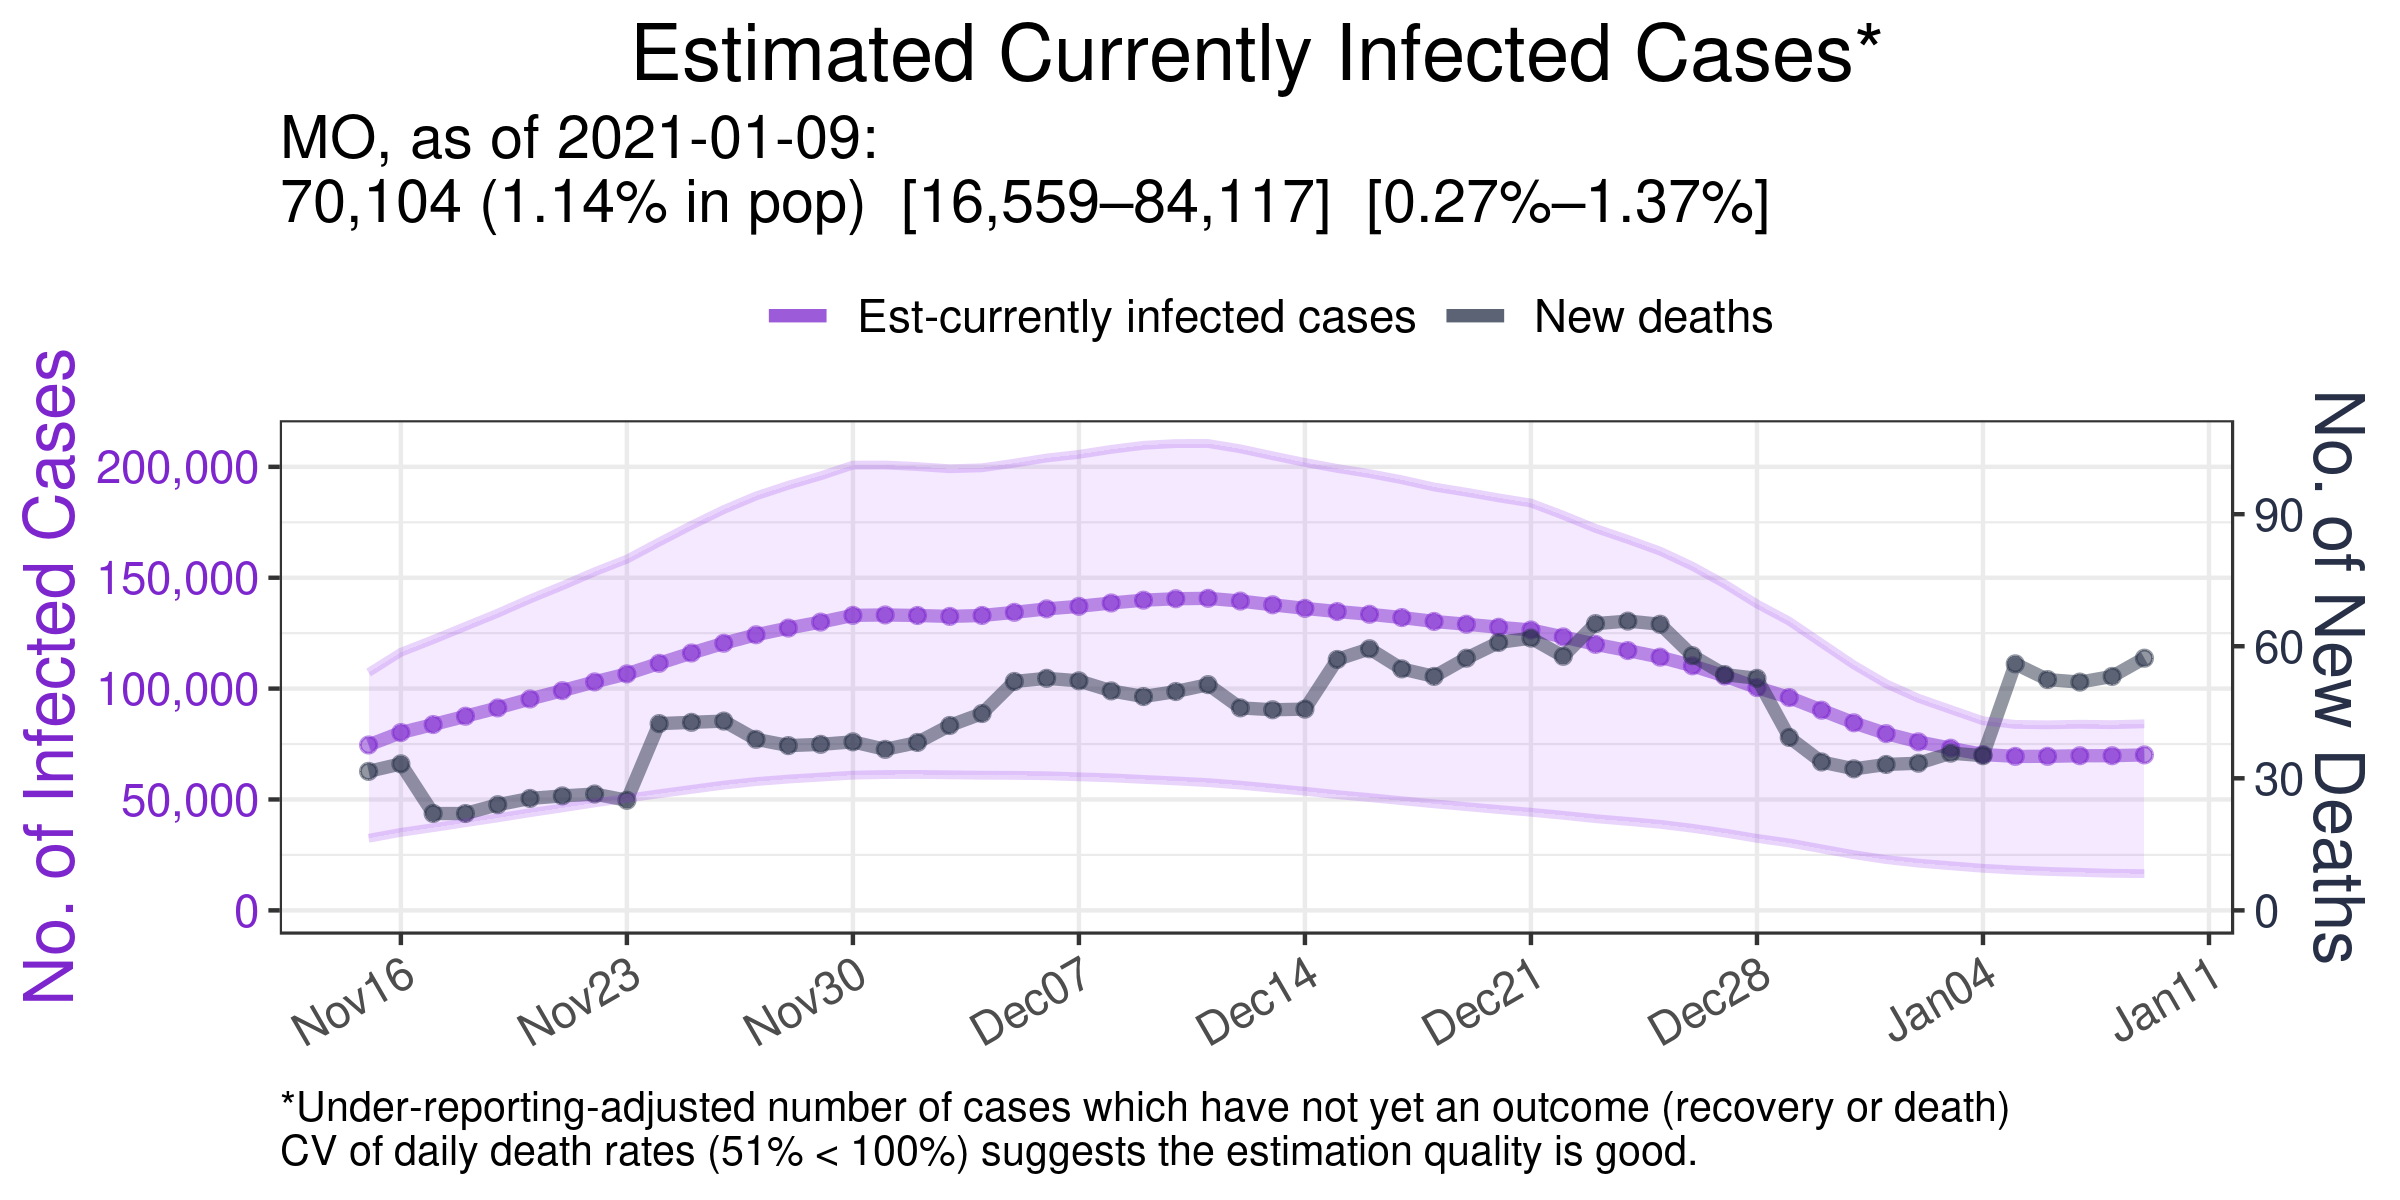 Estimated Currently Infected Cases*
MO, as of 2021-01-09:
70,104 (1.14% in pop)  [16,559–84,117]  [0.27%–1.37%]
Est-currently infected cases
New deaths
No. of Infected Cases
200,000
150,000
100,000
50,000
0
90
60
30
0
No. of New Deaths
Nov16
Nov23
Nov30
Dec07
Dec14
Dec21
Dec28
Jan04
Jan11
*Under-reporting-adjusted number of cases which have not yet an outcome (recovery or death)
CV of daily death rates (51% < 100%) suggests the estimation quality is good.